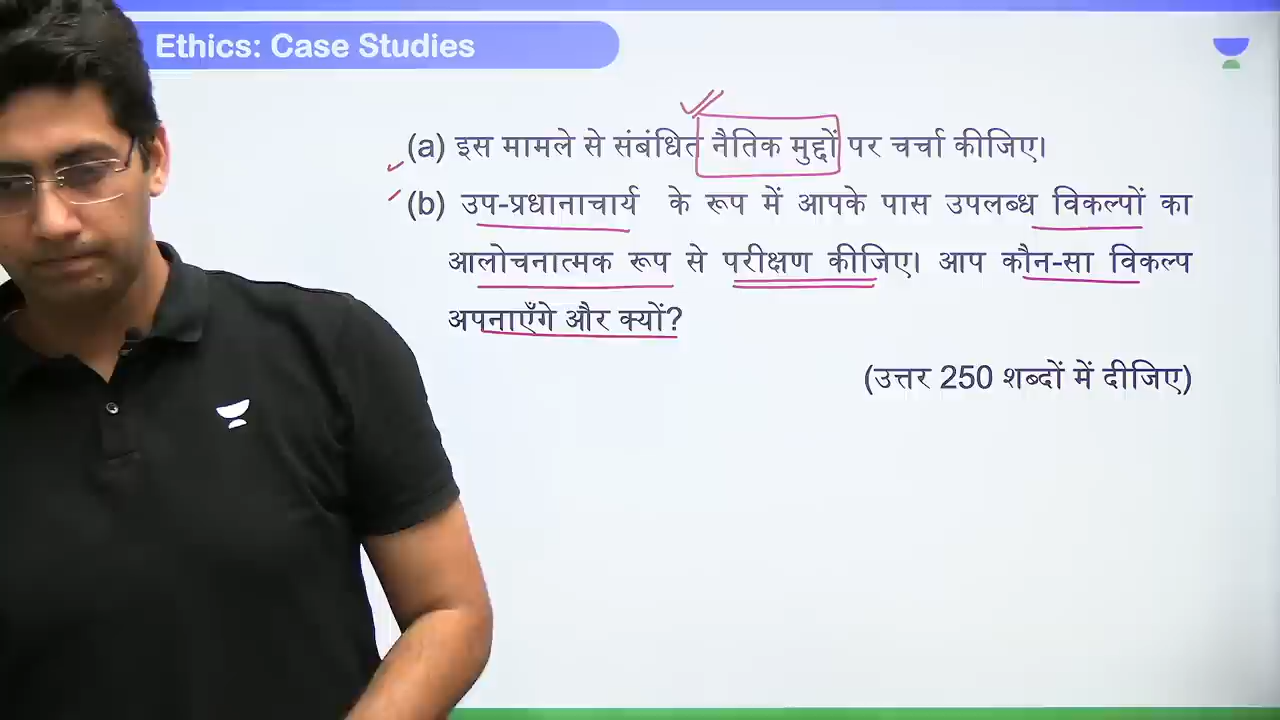 Ethics: Case Studies
(a) इस मामले से संबंधित नैतिक मुद्दों पर चर्चा कीजिए।
(b) उप-प्रधानाचार्य के रूप में आपके पास उपलब्ध विकल्पों का
आलोचनात्मक रूप से परीक्षण कीजिए। आप कौन-सा विकल्प
अपनाएँगे और क्यों?
(उत्तर 250 शब्दों में दीजिए)